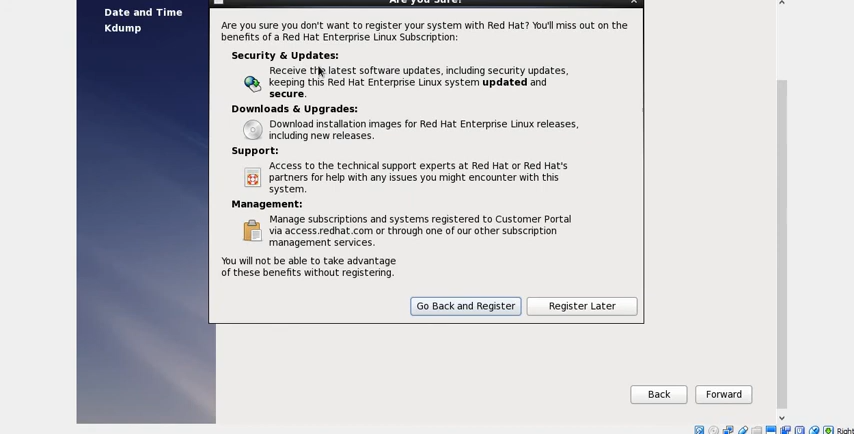 Date and Time
Kdump
Are you Sure?
Are you sure you don't want to register your system with Red Hat? You'll miss out on the
benefits of a Red Hat Enterprise Linux Subscription:
Security & Updates:
Receive the latest software updates, including security updates,
keeping this Red Hat Enterprise Linux system updated and
secure.
Downloads & Upgrades:
Download installation images for Red Hat Enterprise Linux releases,
including new releases.
Support:
Access to the technical support experts at Red Hat or Red Hat's
partners for help with any issues you might encounter with this
system.
Management:
Manage subscriptions and systems registered to Customer Portal
via access.redhat.com or through one of our other subscription
management services.
You will not be able to take advantage
of these benefits without registering.
Go Back and Register
Register Later
Back
Forward
Right